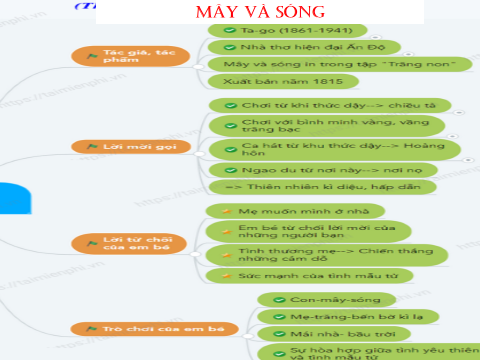 MÂY VÀ SÓNG
Tác giả, tác
phẩm
Ta-go (1861-1941)
Nhà thơ hiện đại Ấn Độ
Mây và sóng in trong tập "Trăng non"
Xuất bản năm 1815
Lời mời gọi
Chơi từ khi thức dậy--> chiều tà
Chơi với bình minh vàng, vầng
trăng bạc
Ca hát từ khu thức dậy--> Hoàng
hôn
Ngao du từ nơi này--> nơi nọ
=> Thiên nhiên kì diệu, hấp dẫn
Lời từ chối
của em bé
Mẹ muốn mình ở nhà
Em bé từ chối lời mời của
những người bạn
Tình thương mẹ--> Chiến thắng
những cám dỗ
Sức mạnh của tình mẫu tử
Trò chơi của em bé
Con-mây-sóng
Mẹ-trăng-bến bờ kì lạ
Mái nhà- bầu trời
Sự hòa hợp giữa tình yêu thiên
và tình mẫu tử